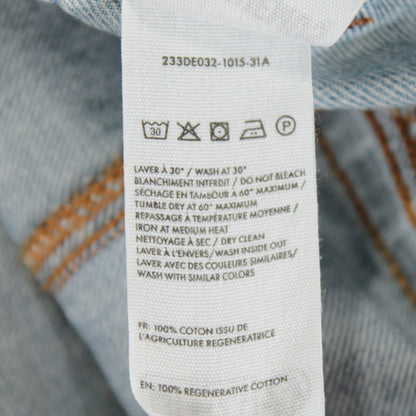 233DE032-1015-31A
30
P
LAVER À 30° / WASH AT 30°
BLANCHIMENT INTERDIT / DO NOT BLEACH
SÉCHAGE EN TAMBOUR À 60° MAXIMUM /
TUMBLE DRY AT 60° MAXIMUM
REPASSAGE À TEMPÉRATURE MOYENNE /
IRON AT MEDIUM HEAT
NETTOYAGE À SEC / DRY CLEAN
LAVER À L'ENVERS/ WASH INSIDE OUT
LAVER AVEC DES COULEURS SIMILAIRES/
WASH WITH SIMILAR COLORS
FR: 100% COTON ISSU DE
L'AGRICULTURE REGENERATRICE
EN: 100% REGENERATIVE COTTON